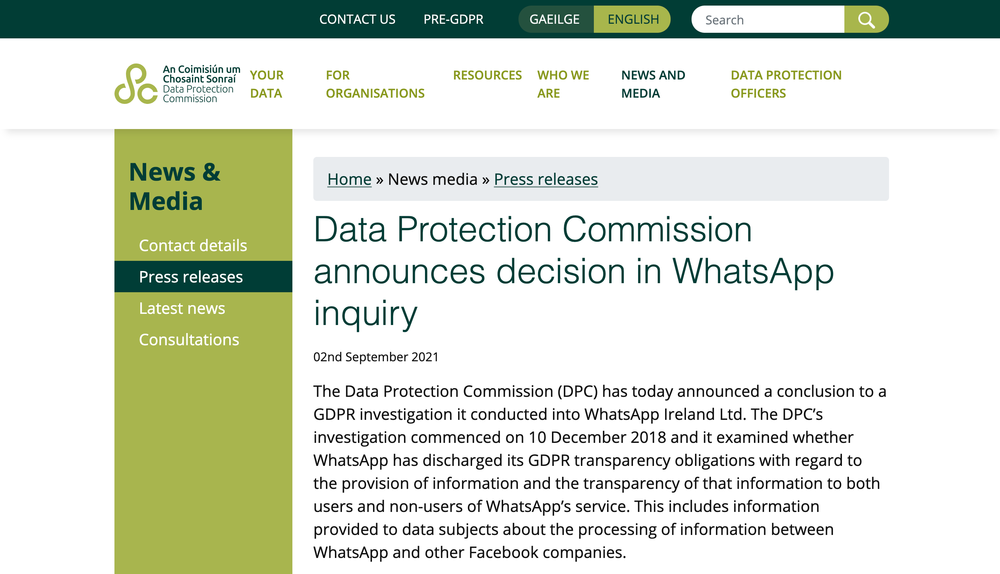 CONTACT US
PRE-GDPR
GAEILGE
ENGLISH
Search
An Coimisiún um
Chosaint Sonraí
Data Protection
Commission
YOUR
DATA
FOR
ORGANISATIONS
RESOURCES
WHO WE
ARE
NEWS AND
MEDIA
DATA PROTECTION
OFFICERS
News &
Media
Contact details
Press releases
Latest news
Consultations
Home » News media » Press releases
Data Protection Commission
announces decision in WhatsApp
inquiry
02nd September 2021
The Data Protection Commission (DPC) has today announced a conclusion to a
GDPR investigation it conducted into WhatsApp Ireland Ltd. The DPC’s
investigation commenced on 10 December 2018 and it examined whether
WhatsApp has discharged its GDPR transparency obligations with regard to
the provision of information and the transparency of that information to both
users and non-users of WhatsApp’s service. This includes information
provided to data subjects about the processing of information between
WhatsApp and other Facebook companies.